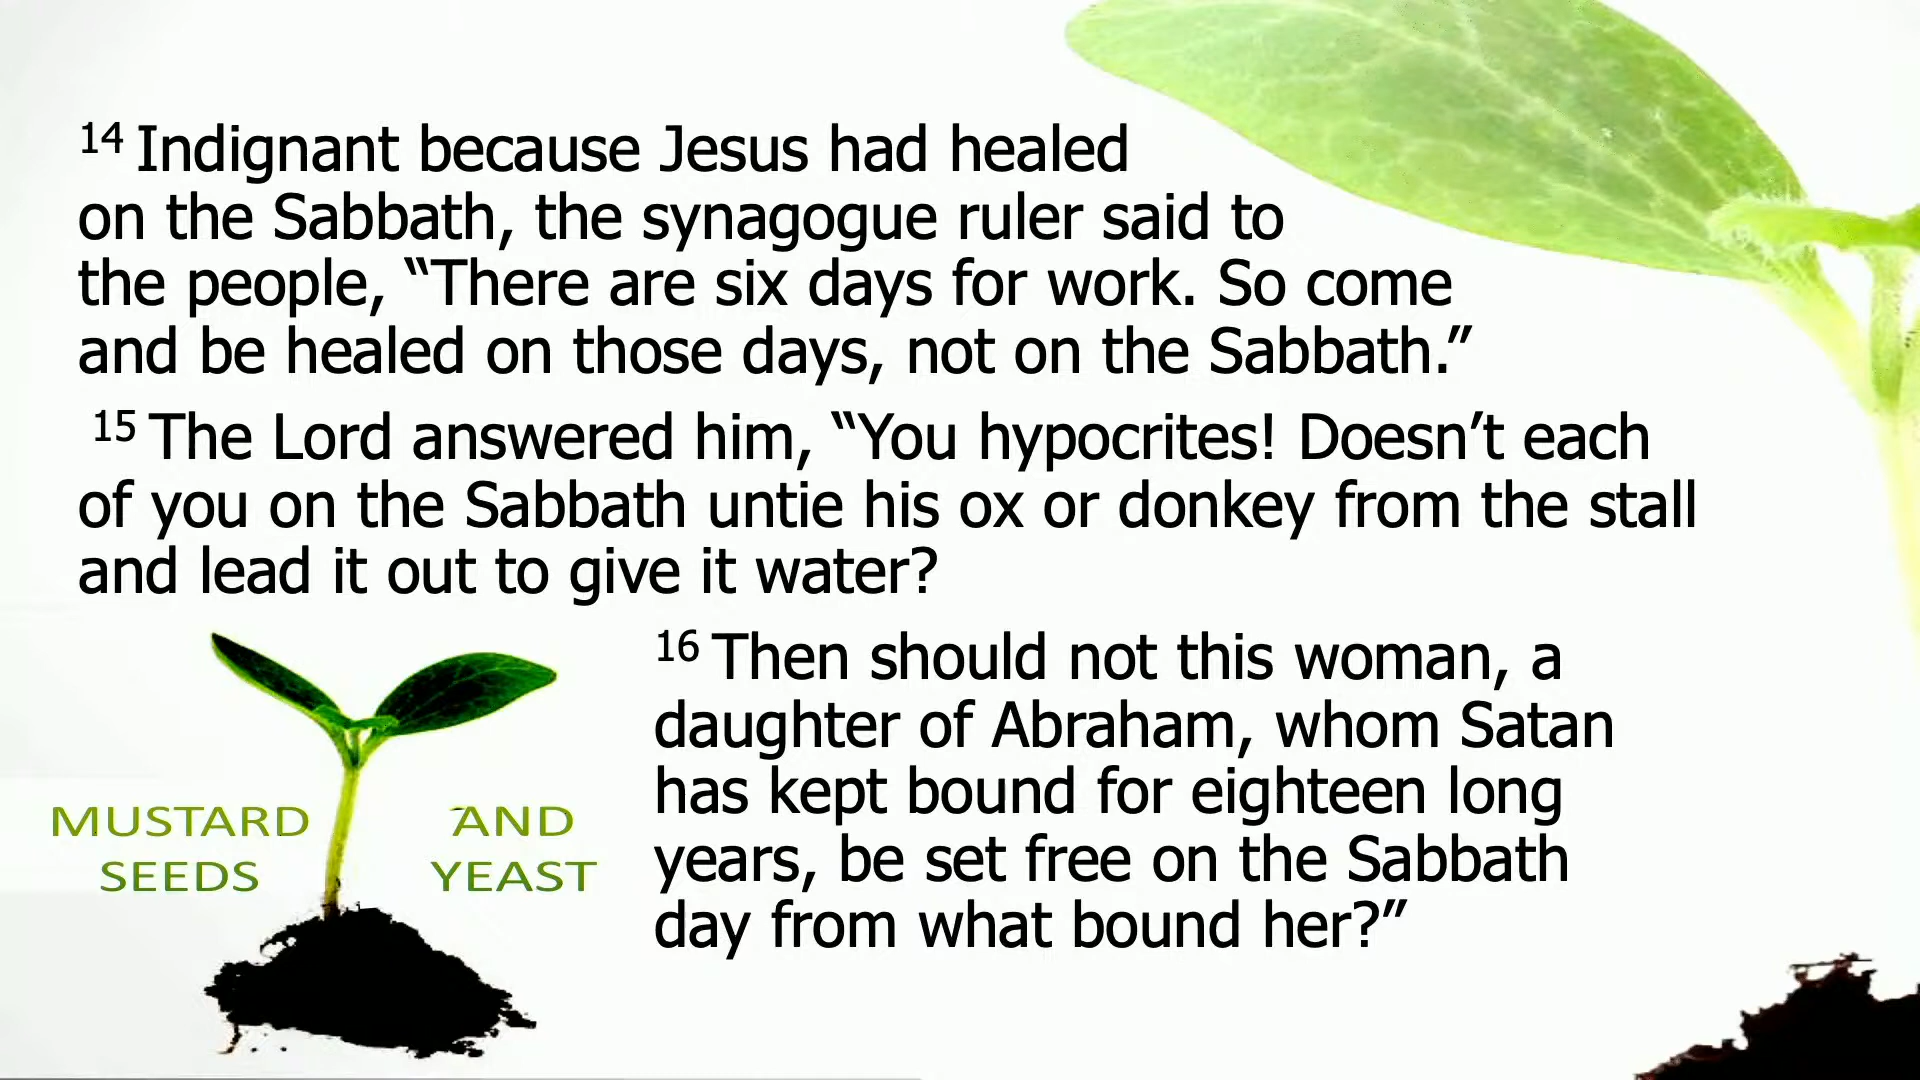 14 Indignant because Jesus had healed
on the Sabbath, the synagogue ruler said to
the people, “There are six days for work. So come
and be healed on those days, not on the Sabbath.”
15 The Lord answered him, “You hypocrites! Doesn’t each
of you on the Sabbath untie his ox or donkey from the stall
and lead it out to give it water?
16 Then should not this woman, a
daughter of Abraham, whom Satan
has kept bound for eighteen long
years, be set free on the Sabbath
day from what bound her?”
MUSTARD AND
SEEDS YEAST